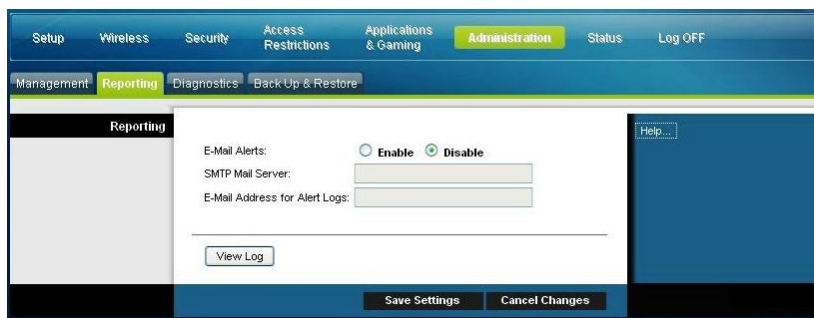 Setup Wireless Security Access Restrictions Applications & Gaming Administration Status Log OFF
Management Reporting Diagnostics Back Up & Restore
Reporting
Help...
E-Mail Alerts: Enable Disable
SMTP Mail Server:
E-Mail Address for Alert Logs:
View Log
Save Settings Cancel Changes